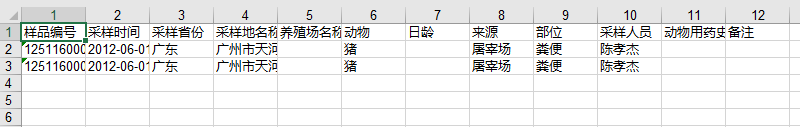 1 2 3 4 5 6 7 8 9 10 11 12
1 样品编号 采样时间 采样省份 采样地名称 养殖场名称 动物 日龄 来源 部位 采样人员 动物用药史 备注
2 125116000 2012-06-01 广东 广州市天河 猪 屠宰场 粪便 陈孝杰
3 125116000 2012-06-01 广东 广州市天河 猪 屠宰场 粪便 陈孝杰
4
5
6